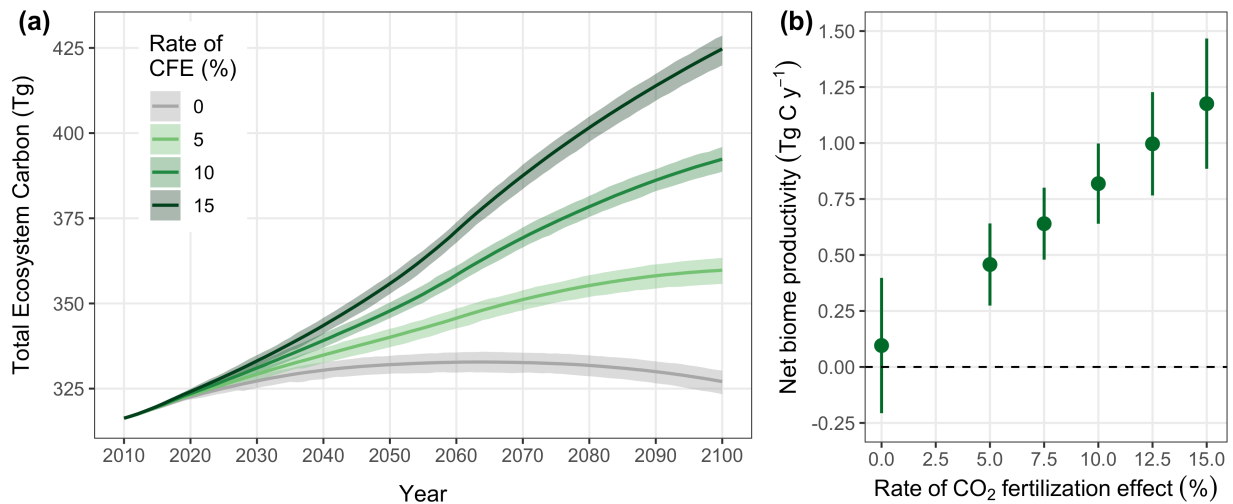 (a)
Total Ecosystem Carbon (Tg)
425
400
375
350
325
Rate of
CFE (%)
0
5
10
15
2010 2020 2030 2040 2050 2060 2070 2080 2090 2100
Year
(b)
Net biome productivity (Tg C y⁻¹)
1.50
1.25
1.00
0.75
0.50
0.25
0.00
-0.25
0.0 2.5 5.0 7.5 10.0 12.5 15.0
Rate of CO₂ fertilization effect (%)